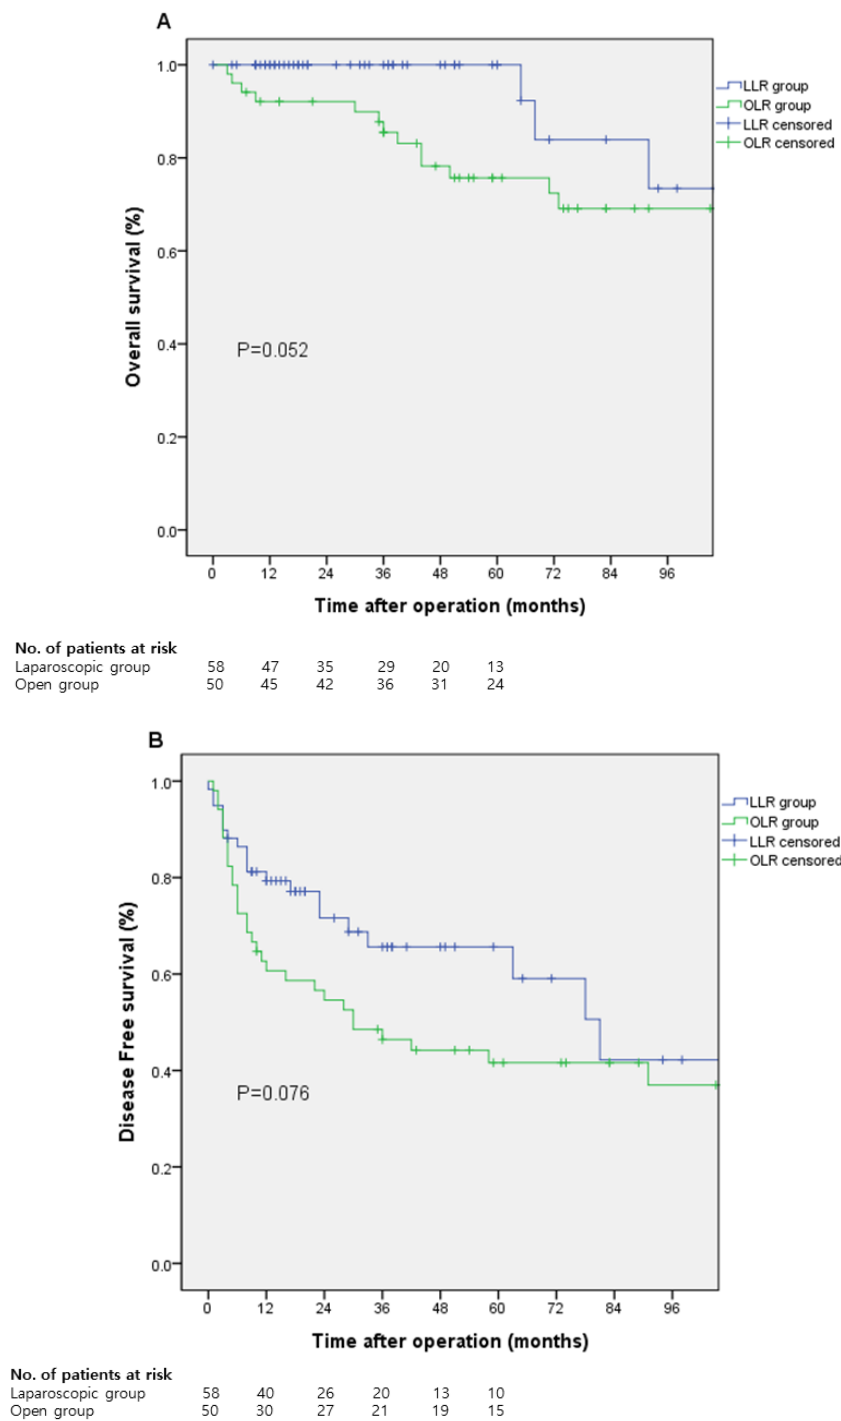 A
Overall survival (%)
1.0
0.8
0.6
0.4
0.2
0.0
P=0.052
LLR group
OLR group
LLR censored
OLR censored
0 12 24 36 48 60 72 84 96
Time after operation (months)
No. of patients at risk
Laparoscopic group 58 47 35 29 20 13
Open group 50 45 42 36 31 24
B
Disease Free survival (%)
1.0
0.8
0.6
0.4
0.2
0.0
P=0.076
LLR group
OLR group
LLR censored
OLR censored
0 12 24 36 48 60 72 84 96
Time after operation (months)
No. of patients at risk
Laparoscopic group 58 40 26 20 13 10
Open group 50 30 27 21 19 15